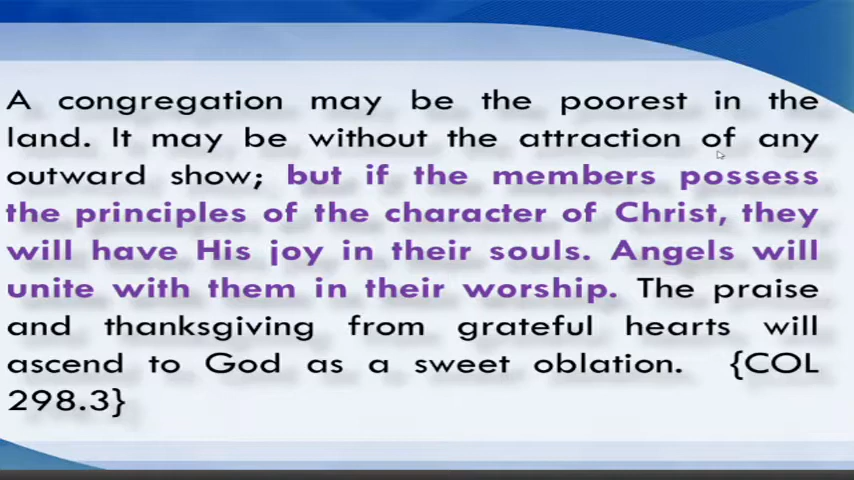 A congregation may be the poorest in the
land. It may be without the attraction of any
outward show; but if the members possess
the principles of the character of Christ, they
will have His joy in their souls. Angels will
unite with them in their worship. The praise
and thanksgiving from grateful hearts will
ascend to God as a sweet oblation. {COL
298.3}